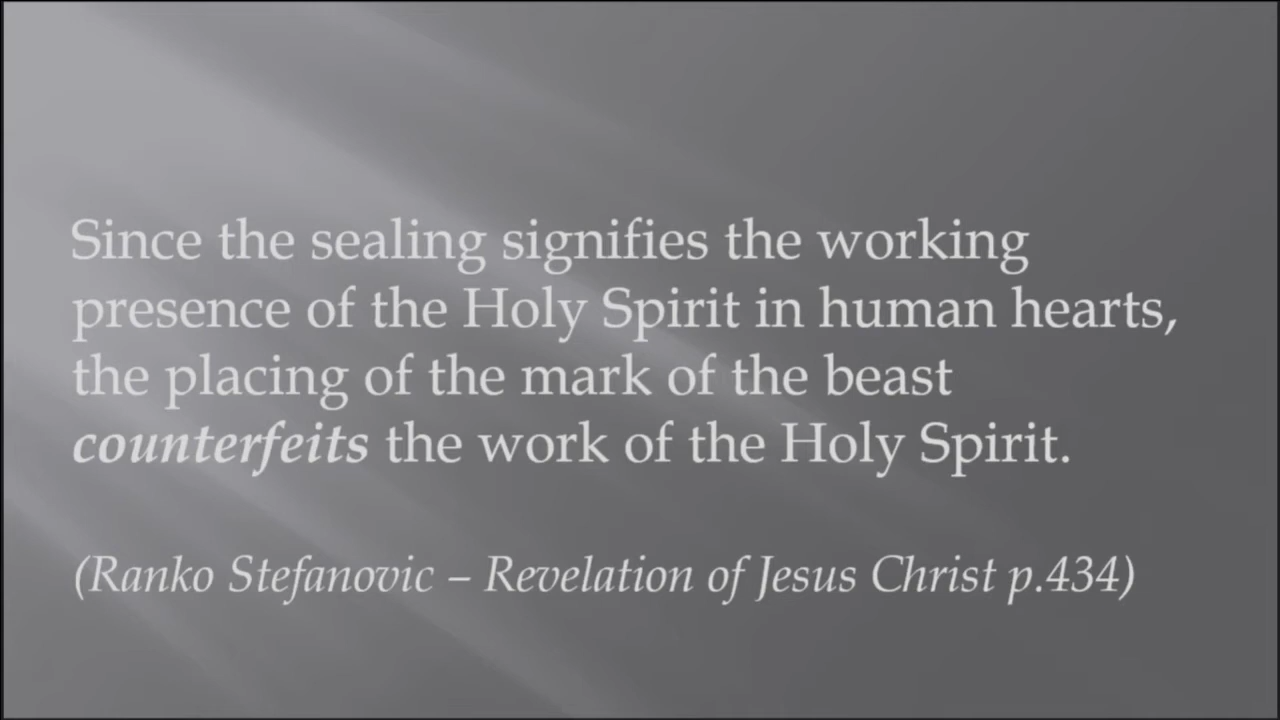 Since the sealing signifies the working
presence of the Holy Spirit in human hearts,
the placing of the mark of the beast
counterfeits the work of the Holy Spirit.
(Ranko Stefanovic – Revelation of Jesus Christ p.434)